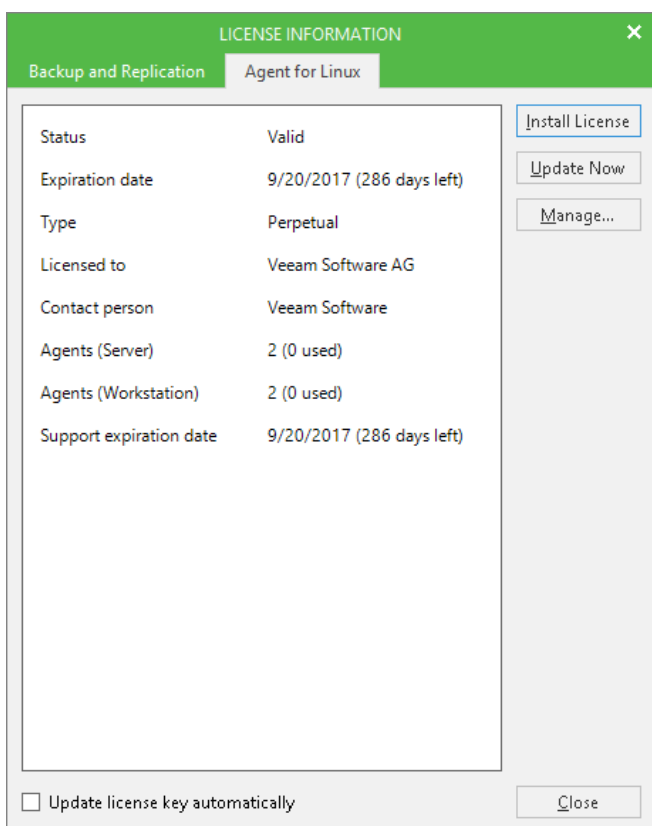 LICENSE INFORMATION
Backup and Replication Agent for Linux
Install License
Update Now
Manage...
Status Valid
Expiration date 9/20/2017 (286 days left)
Type Perpetual
Licensed to Veeam Software AG
Contact person Veeam Software
Agents (Server) 2 (0 used)
Agents (Workstation) 2 (0 used)
Support expiration date 9/20/2017 (286 days left)
Update license key automatically
Close